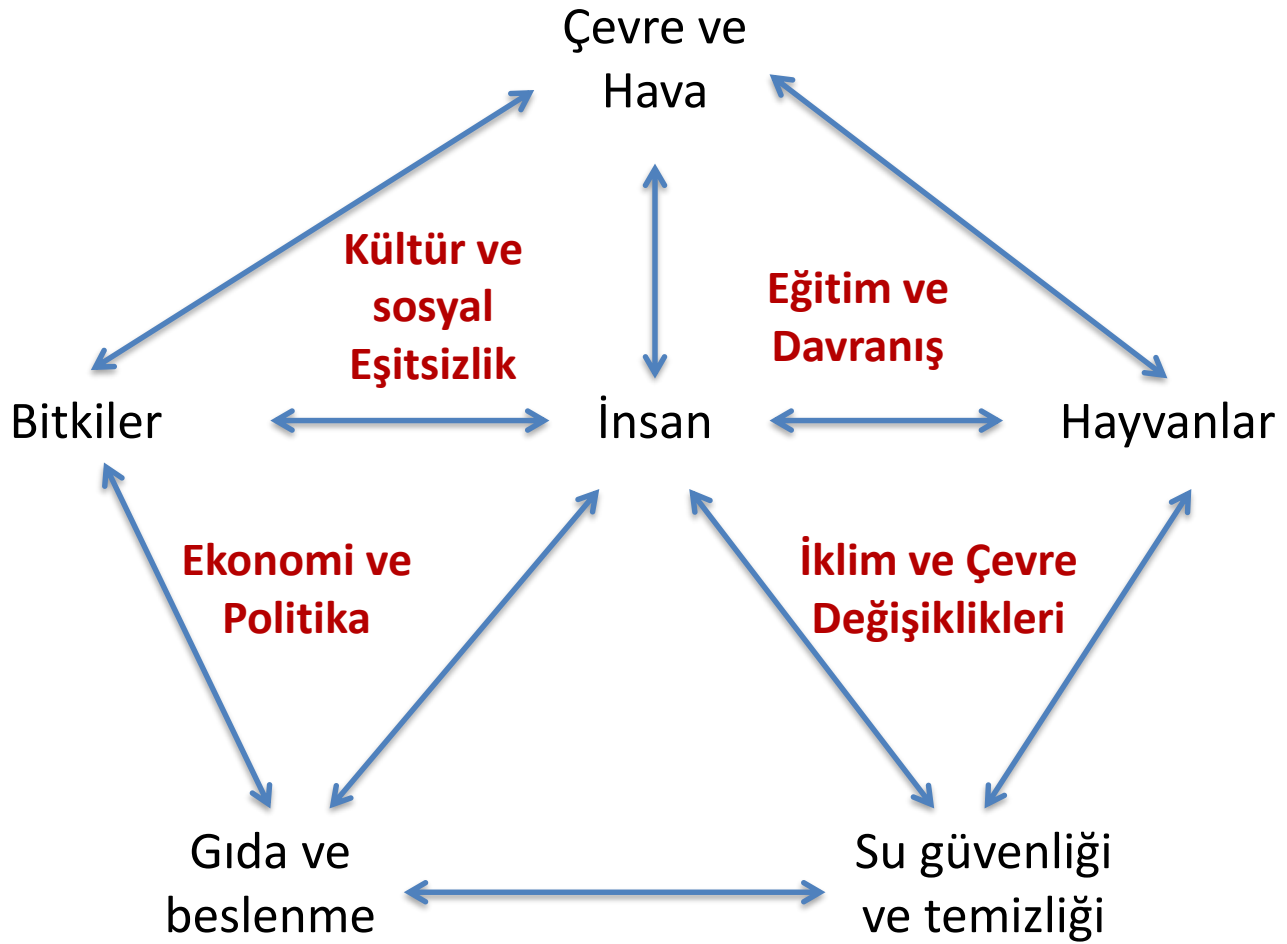 Çevre ve
Hava
Kültür ve
sosyal
Eşitsizlik
Eğitim ve
Davranış
Bitkiler
İnsan
Hayvanlar
Ekonomi ve
Politika
İklim ve Çevre
Değişiklikleri
Gıda ve
beslenme
Su güvenliği
ve temizliği